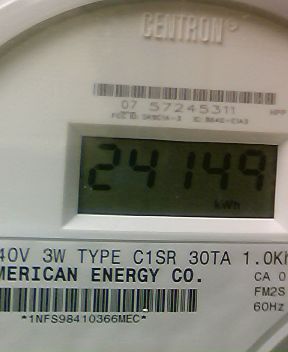 CENTRON®
07 57245311
24149
kWh
40V 3W TYPE C1SR 30TA 1.0Kh
MERICAN ENERGY CO.
CA 0
FM2S
60Hz
*1NFS98410366MEC*